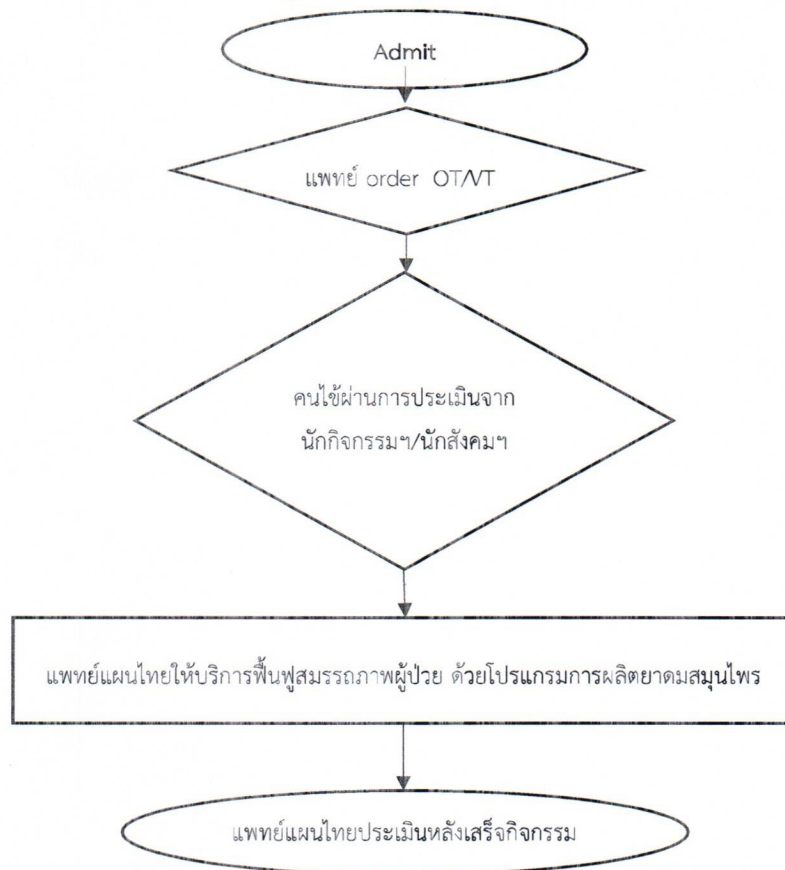 Admit
แพทย์ order OT/VT
คนไข้ผ่านการประเมินจาก
นักกิจกรรมฯ/นักสังคมฯ
แพทย์แผนไทยให้บริการฟื้นฟูสมรรถภาพผู้ป่วย ด้วยโปรแกรมการผลิตยาดมสมุนไพร
แพทย์แผนไทยประเมินหลังเสร็จกิจกรรม